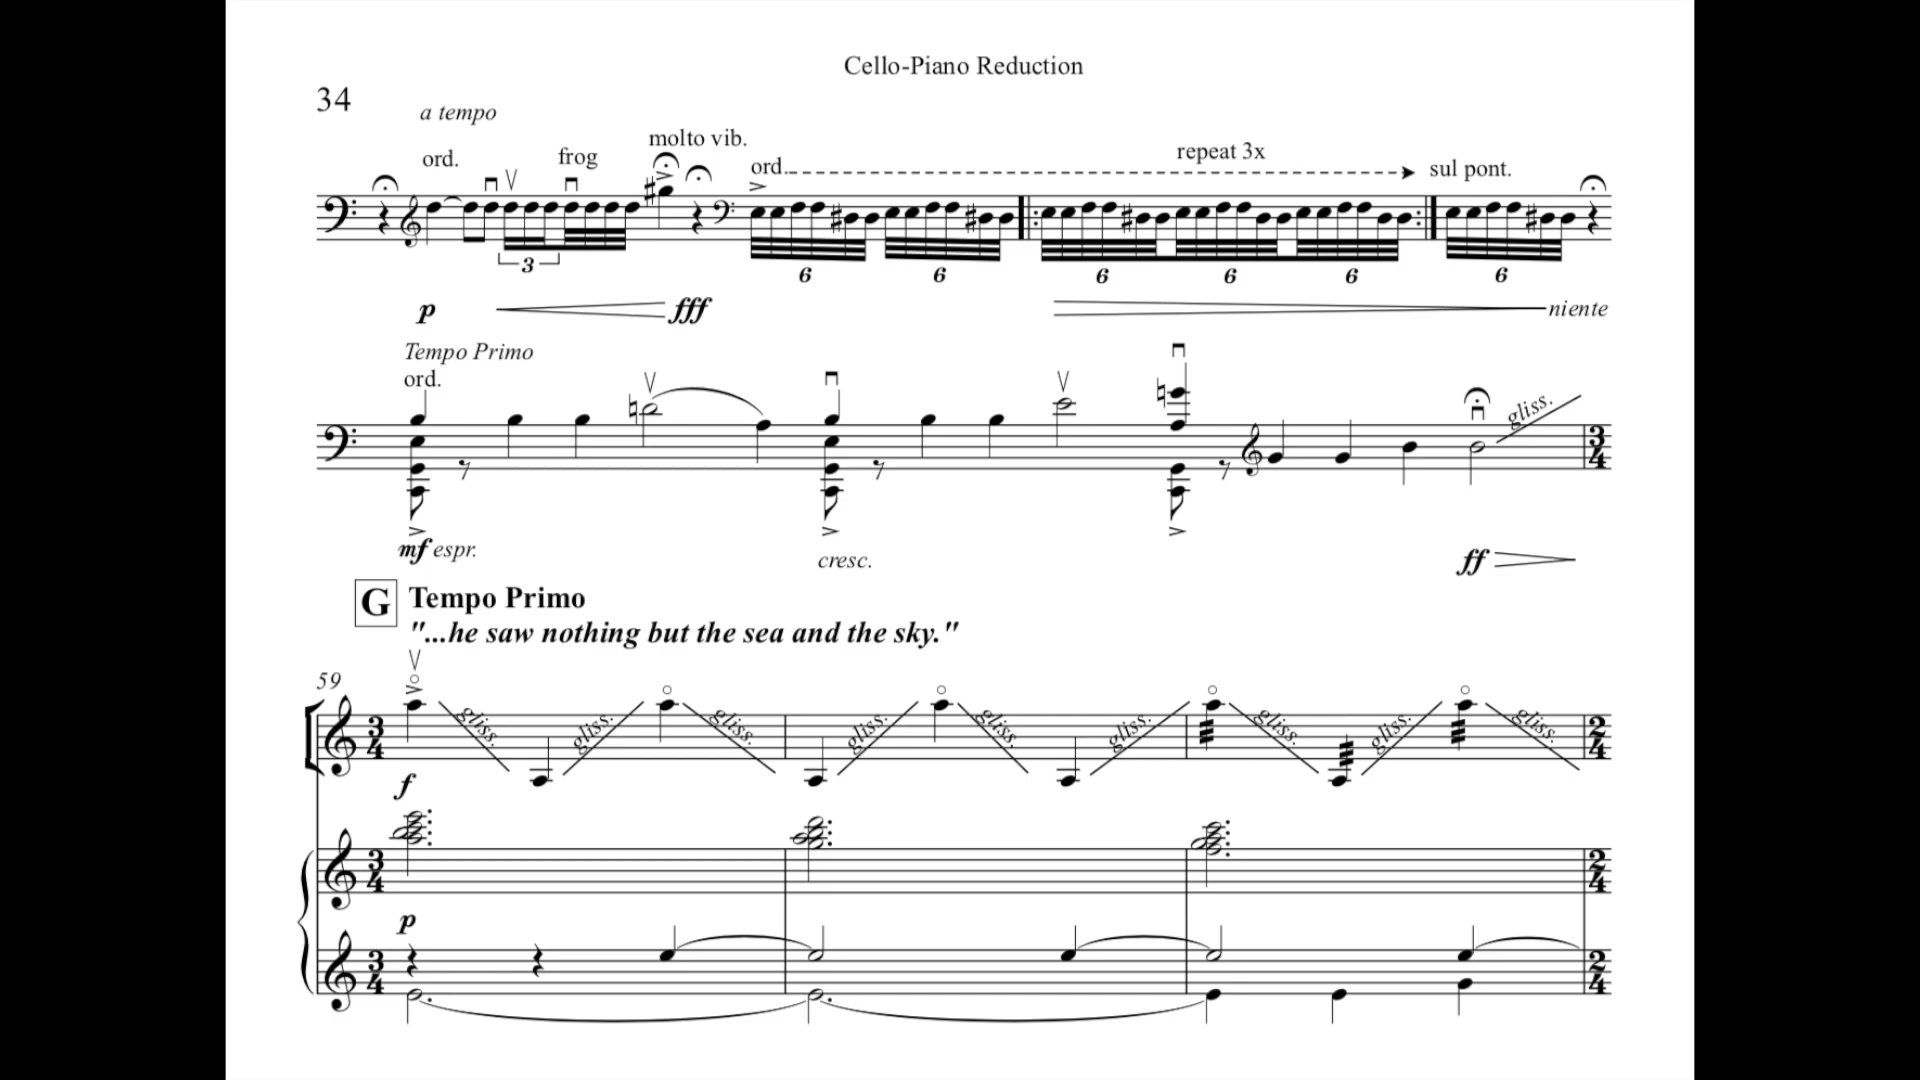 Cello-Piano Reduction
34
a tempo
ord.
frog
molto vib.
ord.
repeat 3x
sul pont.
3
6
6
6
6
6
6
p
fff
niente
Tempo Primo
ord.
gliss.
3
4
mf espr.
cresc.
ff
G Tempo Primo
"...he saw nothing but the sea and the sky."
59
3
4
gliss. gliss. gliss. gliss. gliss. gliss. gliss. gliss. gliss.
2
4
f
3
4
2
4
p
3
4
2
4